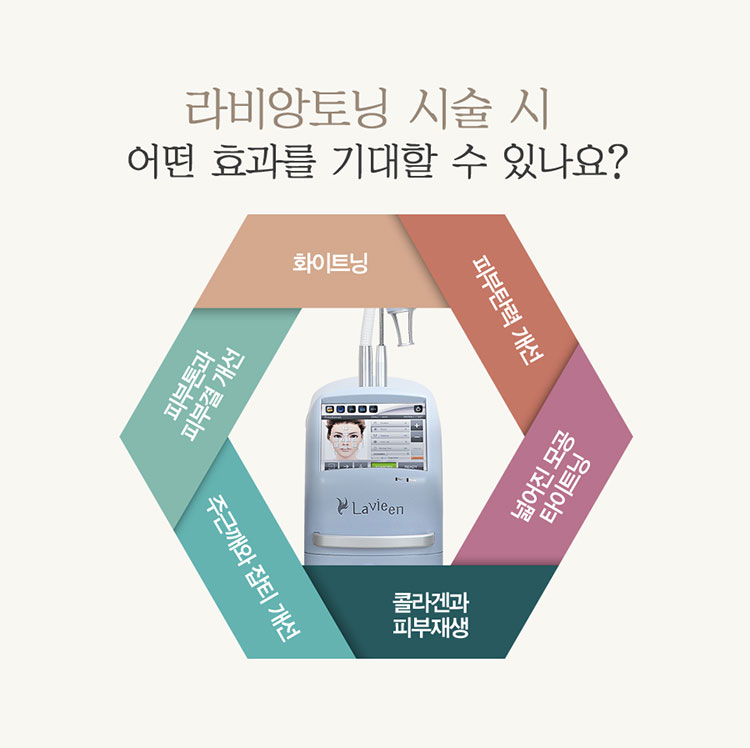 라비앙토닝 시술 시
어떤 효과를 기대할 수 있나요?
화이트닝
피부탄력 개선
넓어진 모공
타이트닝
콜라겐과
피부재생
주근깨와 잡티 개선
피부톤과
피부결 개선
Lavieen